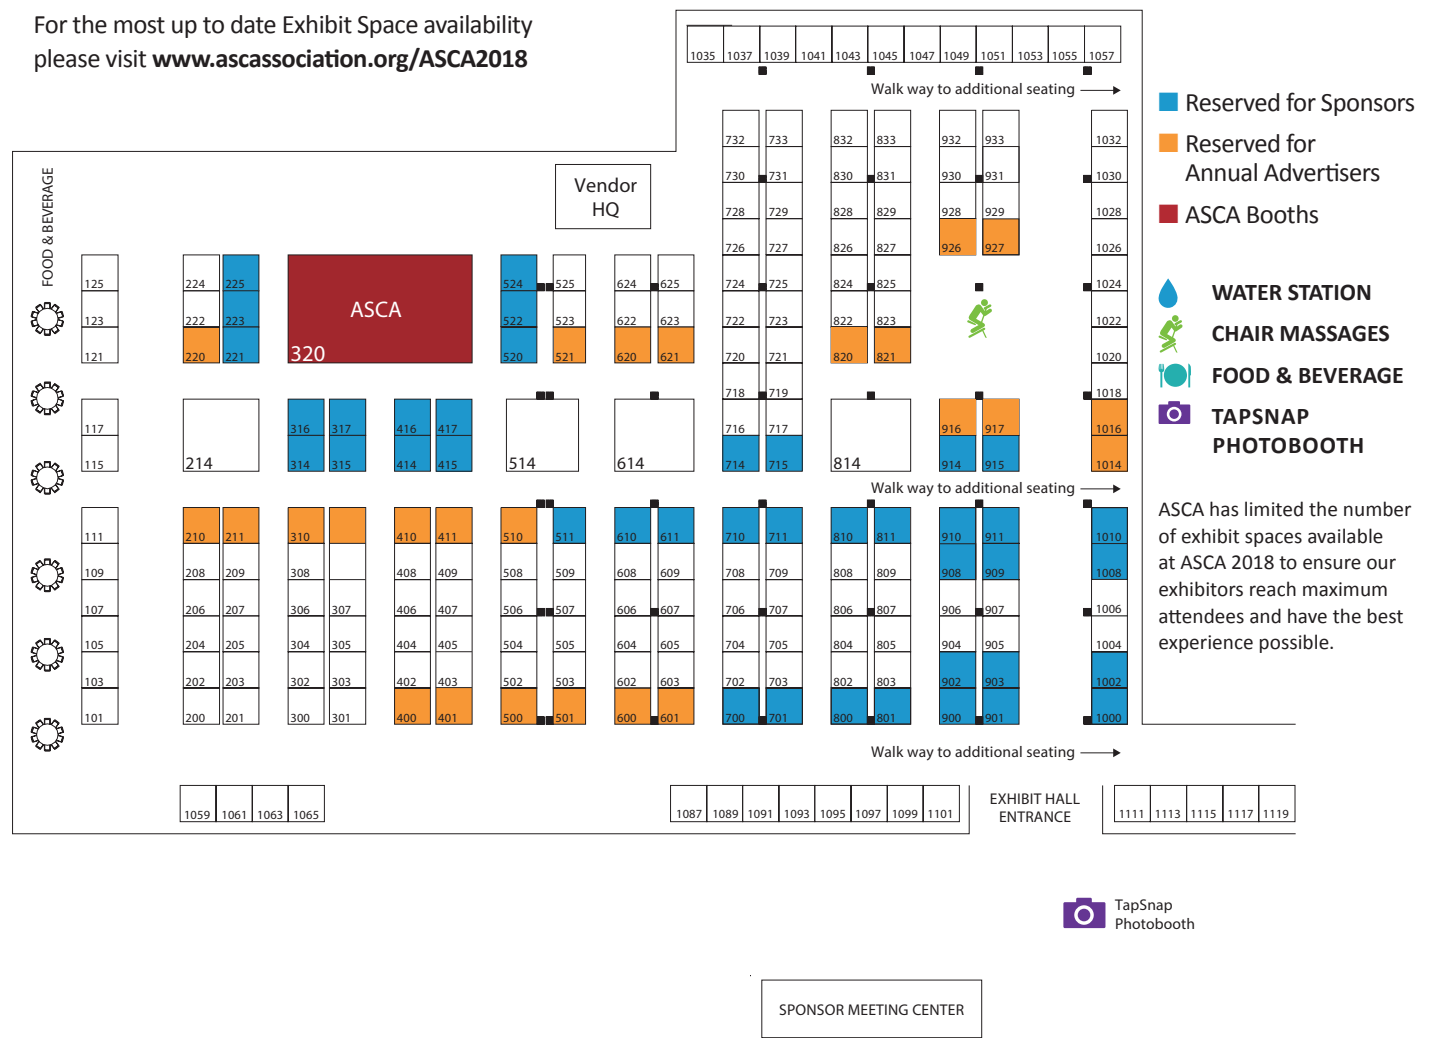 For the most up to date Exhibit Space availability
please visit www.ascassociation.org/ASCA2018
1035 1037 1039 1041 1043 1045 1047 1049 1051 1053 1055 1057
Walk way to additional seating
Reserved for Sponsors
Reserved for
Annual Advertisers
ASCA Booths
732 733 832 833 932 933 1032
730 731 830 831 930 931 1030
728 729 828 829 928 929 1028
726 727 826 827 926 927 1026
Vendor
HQ
FOOD & BEVERAGE
125 224 225 524 525 624 625 724 725 824 825 1024
ASCA
123 222 223 522 523 622 623 722 723 822 823 1022
121 220 221 320 520 521 620 621 720 721 820 821 1020
718 719 1018
WATER STATION
CHAIR MASSAGES
FOOD & BEVERAGE
TAPSNAP
PHOTOBOOTH
117 316 317 416 417 716 717 916 917 1016
115 214 314 315 414 415 514 614 714 715 814 914 915 1014
Walk way to additional seating
111 210 211 310 410 411 510 511 610 611 710 711 810 811 910 911 1010
109 208 209 308 408 409 508 509 608 609 708 709 808 809 908 909 1008
107 206 207 306 307 406 407 506 507 606 607 706 707 806 807 906 907 1006
105 204 205 304 305 404 405 504 505 604 605 704 705 804 805 904 905 1004
103 202 203 302 303 402 403 502 503 602 603 702 703 802 803 902 903 1002
101 200 201 300 301 400 401 500 501 600 601 700 701 800 801 900 901 1000
ASCA has limited the number
of exhibit spaces available
at ASCA 2018 to ensure our
exhibitors reach maximum
attendees and have the best
experience possible.
Walk way to additional seating
1059 1061 1063 1065 1087 1089 1091 1093 1095 1097 1099 1101
EXHIBIT HALL
ENTRANCE
1111 1113 1115 1117 1119
TapSnap
Photobooth
SPONSOR MEETING CENTER